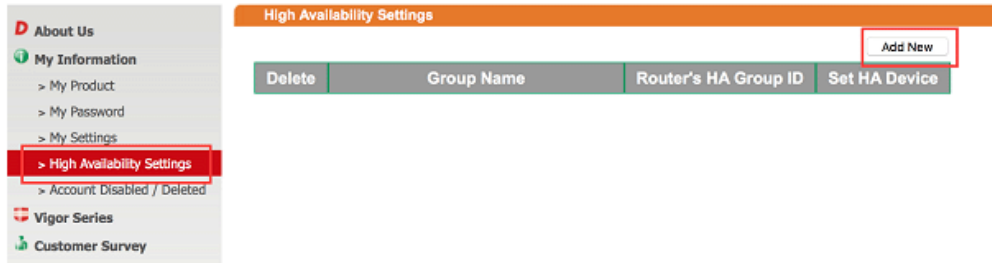 About Us
My Information
> My Product
> My Password
> My Settings
> High Availability Settings
> Account Disabled / Deleted
Vigor Series
Customer Survey
High Availability Settings
Add New
Delete Group Name Router's HA Group ID Set HA Device